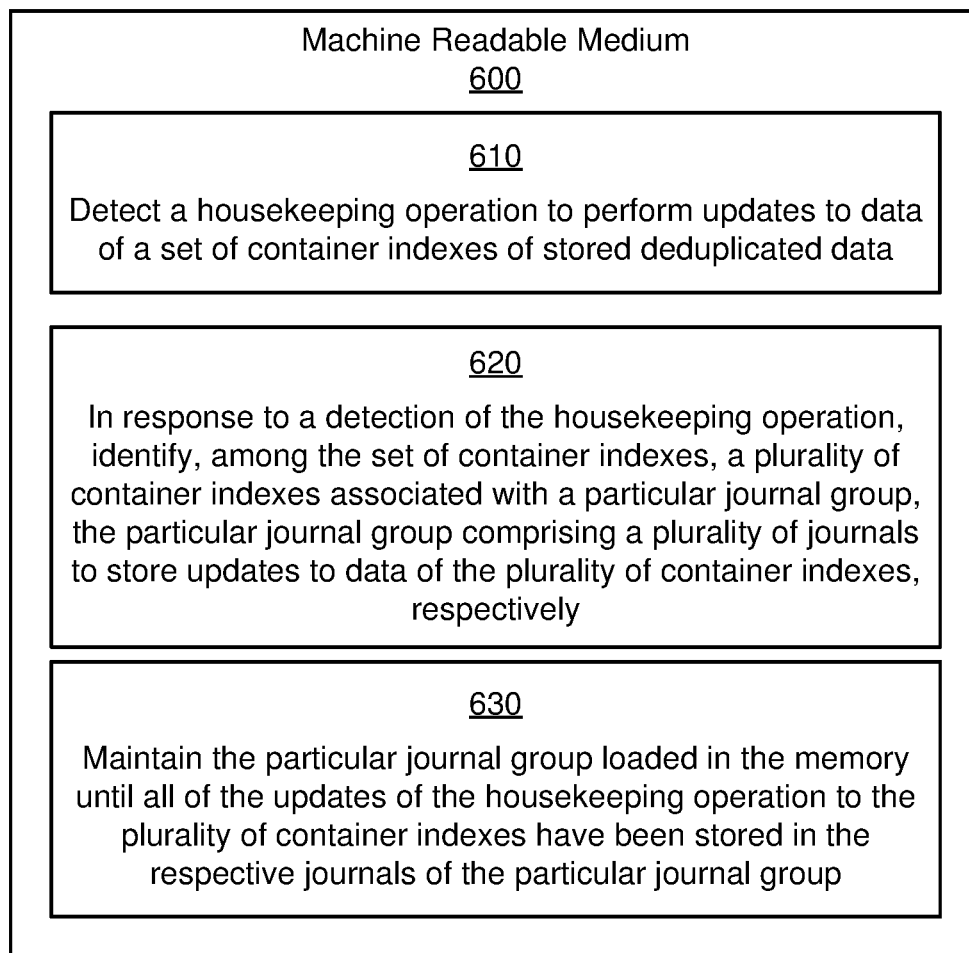 Machine Readable Medium
600
610
Detect a housekeeping operation to perform updates to data
of a set of container indexes of stored deduplicated data
620
In response to a detection of the housekeeping operation,
identify, among the set of container indexes, a plurality of
container indexes associated with a particular journal group,
the particular journal group comprising a plurality of journals
to store updates to data of the plurality of container indexes,
respectively
630
Maintain the particular journal group loaded in the memory
until all of the updates of the housekeeping operation to the
plurality of container indexes have been stored in the
respective journals of the particular journal group